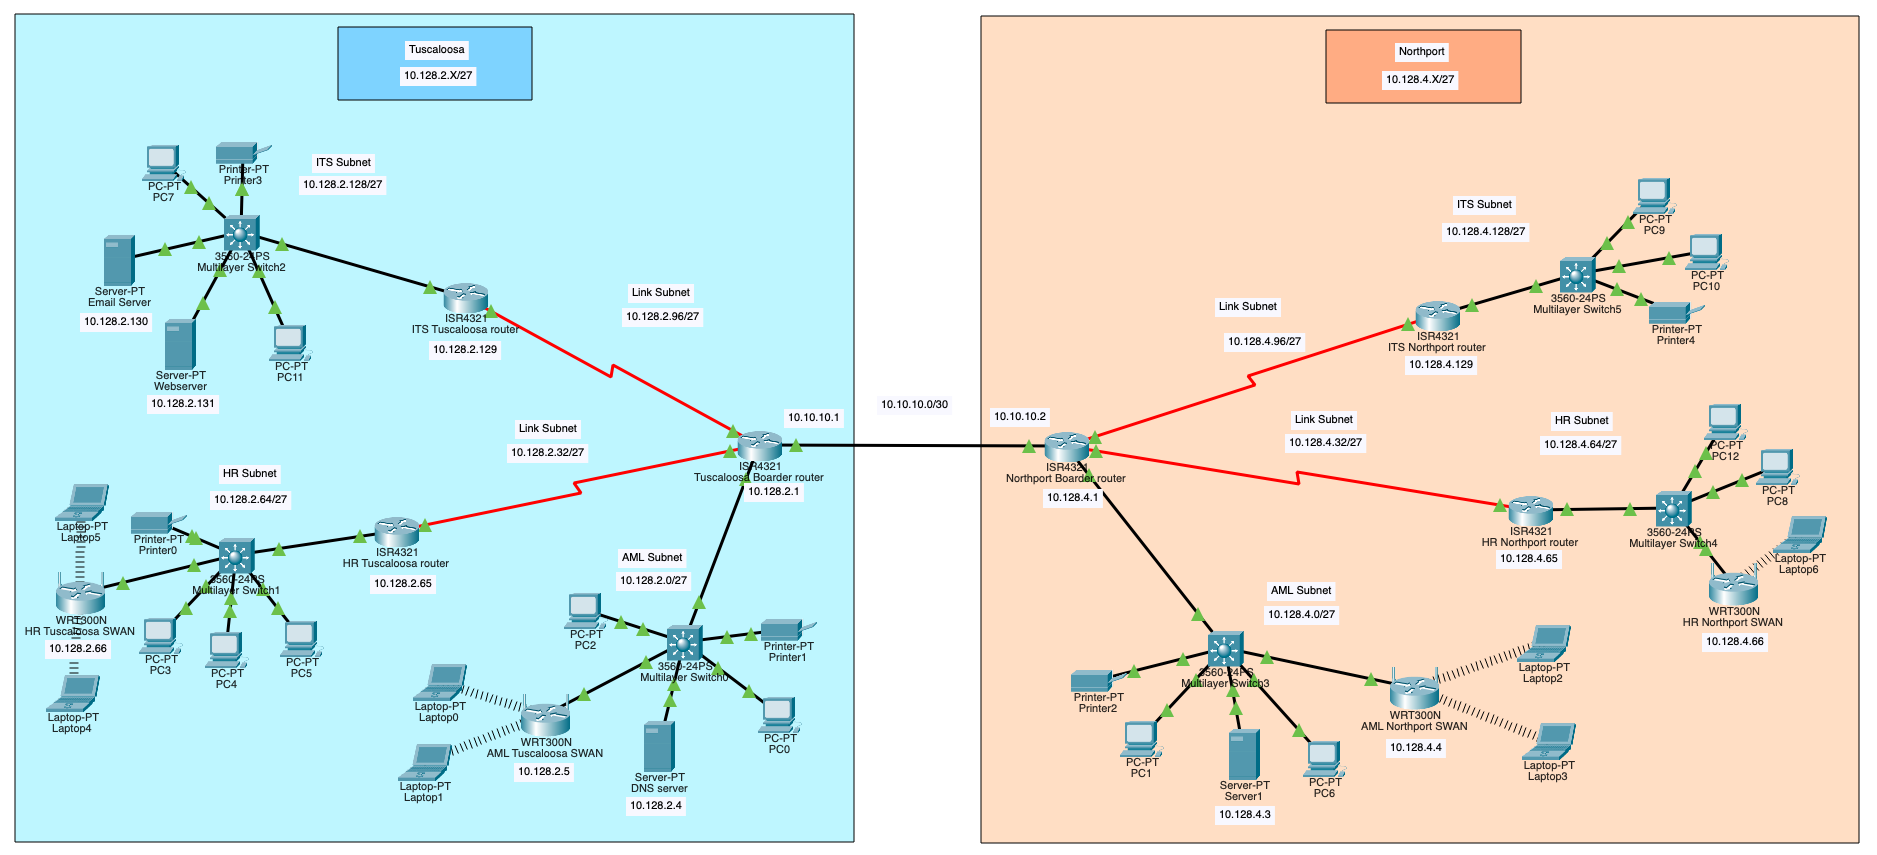 Tuscaloosa
10.128.2.X/27
Northport
10.128.4.X/27
ITS Subnet
10.128.2.128/27
PC-PT
PC7
Printer-PT
Printer3
3560-24PS
Multilayer Switch2
Server-PT
Email Server
10.128.2.130
Server-PT
Webserver
10.128.2.131
PC-PT
PC11
ISR4321
ITS Tuscaloosa router
10.128.2.129
Link Subnet
10.128.2.96/27
Link Subnet
10.128.2.32/27
HR Subnet
10.128.2.64/27
Laptop-PT
Laptop5
Printer-PT
Printer0
3560-24PS
Multilayer Switch1
ISR4321
HR Tuscaloosa router
10.128.2.65
WRT300N
HR Tuscaloosa SWAN
10.128.2.66
PC-PT
PC3
PC-PT
PC4
PC-PT
PC5
Laptop-PT
Laptop4
10.10.10.1
ISR4321
Tuscaloosa Boarder router
10.128.2.1
AML Subnet
10.128.2.0/27
PC-PT
PC2
Printer-PT
Printer1
3560-24PS
Multilayer Switch0
Laptop-PT
Laptop0
WRT300N
AML Tuscaloosa SWAN
10.128.2.5
Laptop-PT
Laptop1
Server-PT
DNS server
10.128.2.4
PC-PT
PC0
10.10.10.0/30
10.10.10.2
ISR4321
Northport Boarder router
10.128.4.1
Link Subnet
10.128.4.96/27
ITS Subnet
10.128.4.128/27
PC-PT
PC9
PC-PT
PC10
3560-24PS
Multilayer Switch5
Printer-PT
Printer4
ISR4321
ITS Northport router
10.128.4.129
Link Subnet
10.128.4.32/27
HR Subnet
10.128.4.64/27
PC-PT
PC12
PC-PT
PC8
ISR4321
HR Northport router
10.128.4.65
3560-24PS
Multilayer Switch4
Laptop-PT
Laptop6
WRT300N
HR Northport SWAN
10.128.4.66
AML Subnet
10.128.4.0/27
3560-24PS
Multilayer Switch3
Printer-PT
Printer2
PC-PT
PC1
Server-PT
Server1
10.128.4.3
PC-PT
PC6
WRT300N
AML Northport SWAN
10.128.4.4
Laptop-PT
Laptop2
Laptop-PT
Laptop3